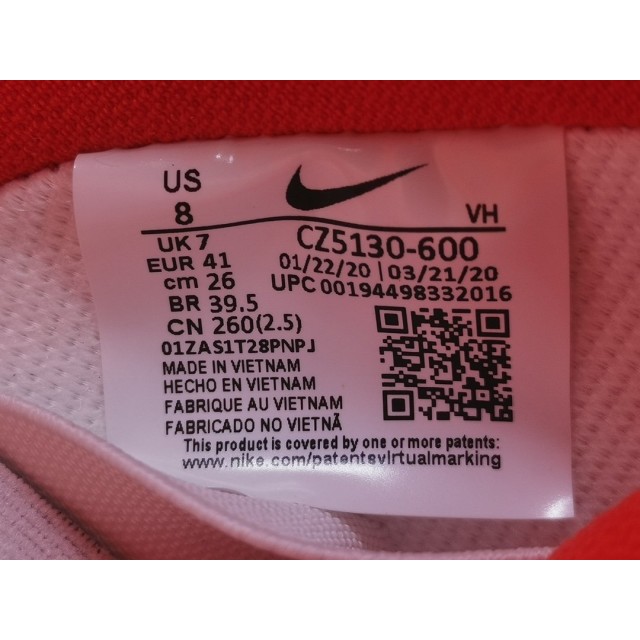 US
8 VH
UK 7 CZ5130-600
EUR 41 01/22/20 | 03/21/20
cm 26 UPC 00194498332016
BR 39.5
CN 260(2.5)
01ZAS1T28PNPJ
MADE IN VIETNAM
HECHO EN VIETNAM
FABRIQUE AU VIETNAM
FABRICADO NO VIETNÃ
This product is covered by one or more patents:
www.nike.com/patentsvirtualmarking